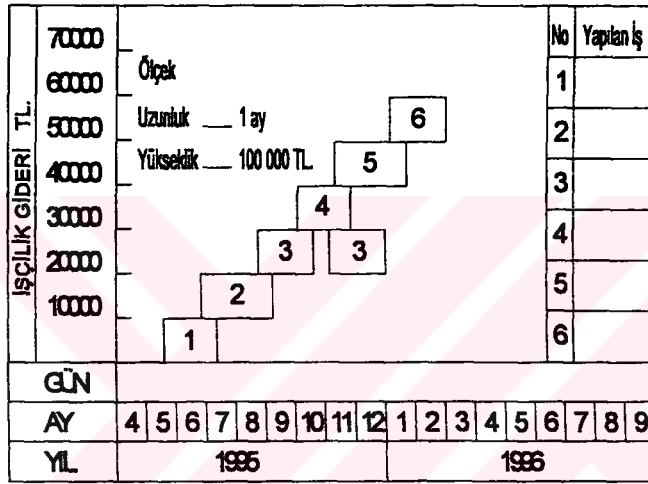 İŞÇİLİK GİDERİ TL.
70000
60000
50000
40000
30000
20000
10000
Ölçek
Uzunluk __ 1 ay
Yükseklik __ 100 000 TL.
6
5
4
3 3
2
1
No Yapılan İş
1
2
3
4
5
6
GÜN
AY 4 5 6 7 8 9 10 11 12 1 2 3 4 5 6 7 8 9
YIL 1995 1996